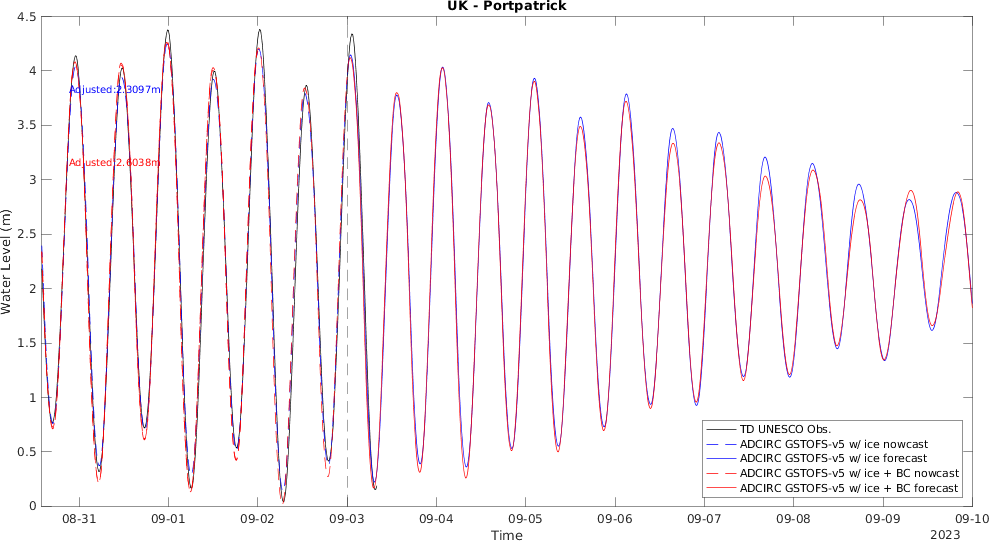 UK - Portpatrick
4.5
4
3.5
3
2.5
2
1.5
1
0.5
0
Water Level (m)
Adjusted:2.3097m
Adjusted:2.6038m
TD UNESCO Obs.
ADCIRC GSTOFS-v5 w/ ice nowcast
ADCIRC GSTOFS-v5 w/ ice forecast
ADCIRC GSTOFS-v5 w/ ice + BC nowcast
ADCIRC GSTOFS-v5 w/ ice + BC forecast
08-31 09-01 09-02 09-03 09-04 09-05 09-06 09-07 09-08 09-09 09-10
Time
2023